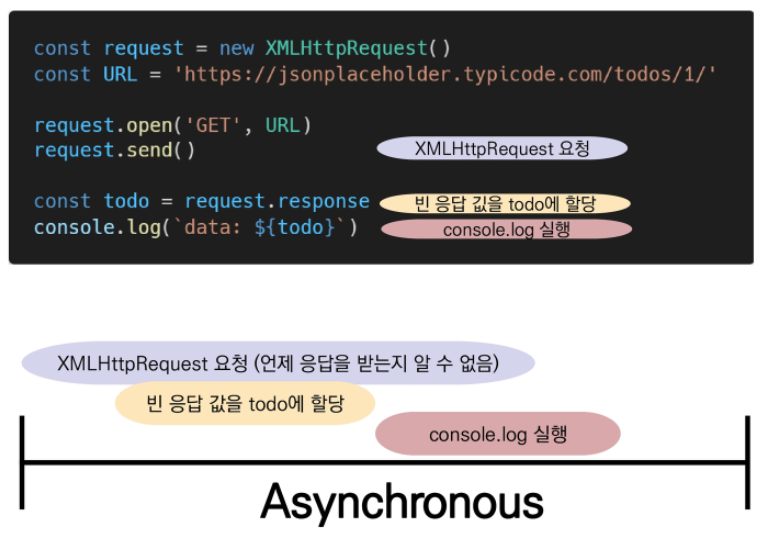 const request = new XMLHttpRequest()
const URL = 'https://jsonplaceholder.typicode.com/todos/1/'
request.open('GET', URL)
request.send()
XMLHttpRequest 요청
const todo = request.response
빈 응답 값을 todo에 할당
console.log(`data: ${todo}`)
console.log 실행
XMLHttpRequest 요청 (언제 응답을 받는지 알 수 없음)
빈 응답 값을 todo에 할당
console.log 실행
Asynchronous